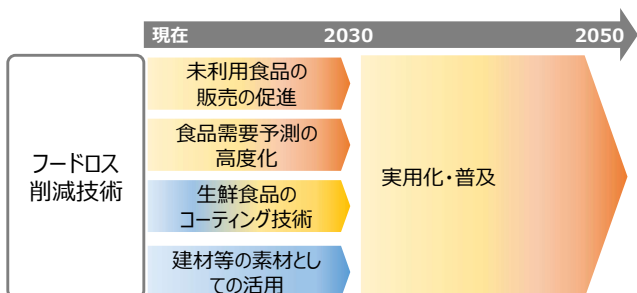 現在 2030 2050
フードロス
削減技術
未利用食品の
販売の促進
食品需要予測の
高度化
生鮮食品の
コーティング技術
建材等の素材とし
ての活用
実用化・普及